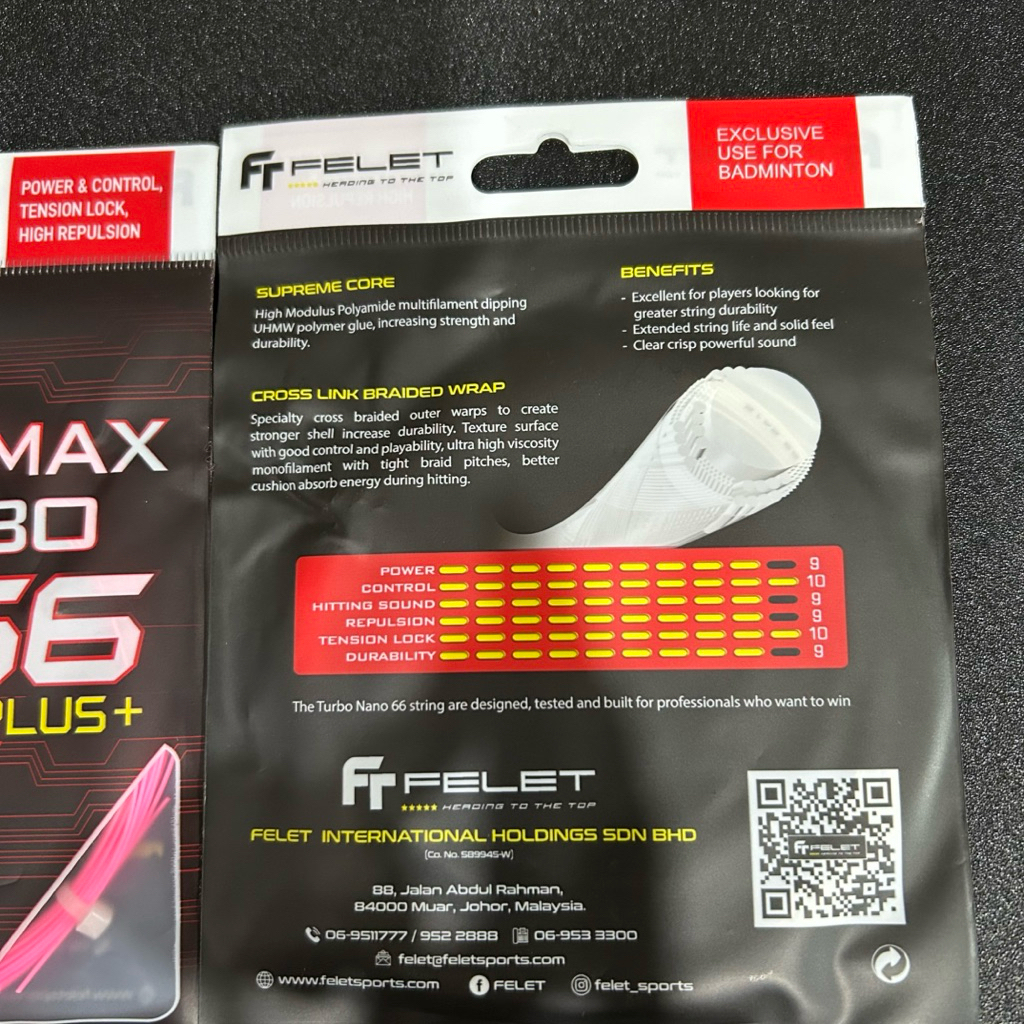 POWER & CONTROL,
TENSION LOCK,
HIGH REPULSION
MAX
66
PLUS+
FT FELET
HEADING TO THE TOP
EXCLUSIVE
USE FOR
BADMINTON
SUPREME CORE
High Modulus Polyamide multifilament dipping
UHMW polymer glue, increasing strength and
durability.
BENEFITS
- Excellent for players looking for
greater string durability
- Extended string life and solid feel
- Clear crisp powerful sound
CROSS LINK BRAIDED WRAP
Specialty cross braided outer warps to create
stronger shell increase durability. Texture surface
with good control and playability, ultra high viscosity
monofilament with tight braid pitches, better
cushion absorb energy during hitting.
POWER 9
CONTROL 10
HITTING SOUND 9
REPULSION 9
TENSION LOCK 10
DURABILITY 9
The Turbo Nano 66 string are designed, tested and built for professionals who want to win
FT FELET
HEADING TO THE TOP
FELET INTERNATIONAL HOLDINGS SDN BHD
(Co. No. 589945-W)
88, Jalan Abdul Rahman,
84000 Muar, Johor, Malaysia.
06-9511777 / 952 2888 06-953 3300
felet@feletsports.com
www.feletsports.com FELET felet_sports
FT FELET